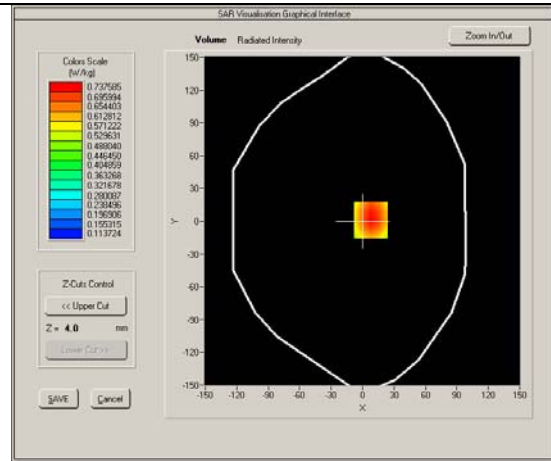 SAR Visualisation Graphical Interface
Volume Radiated Intensity
Zoom In/Out
Colors Scale
(W/kg)
0.737585
0.695994
0.654403
0.612812
0.571222
0.529631
0.488040
0.446450
0.404859
0.363268
0.321678
0.280087
0.238496
0.196906
0.155315
0.113724
Z-Cuts Control
<< Upper Cut
Z = 4.0 mm
Lower Cut >>
SAVE Cancel
150
120
90
60
30
0
-30
-60
-90
-120
-150
Y
-150 -120 -90 -60 -30 0 30 60 90 120 150
X